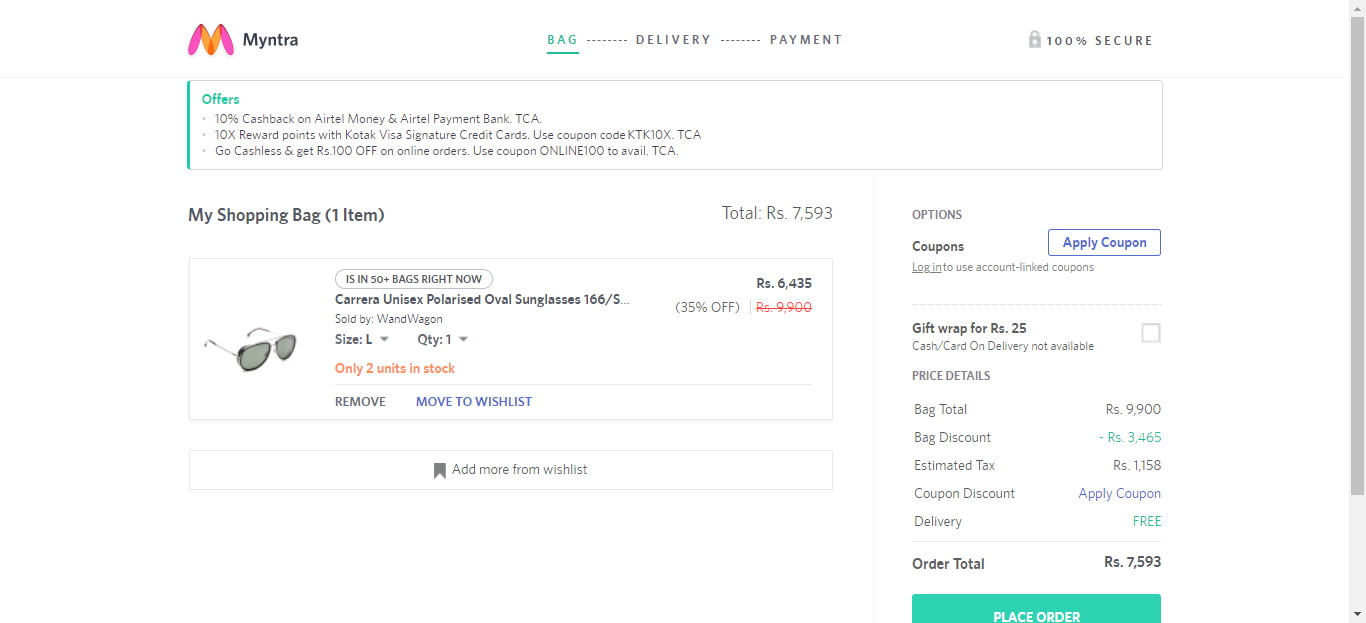 Myntra
BAG -------- DELIVERY -------- PAYMENT
100% SECURE
Offers
10% Cashback on Airtel Money & Airtel Payment Bank. TCA.
10X Reward points with Kotak Visa Signature Credit Cards. Use coupon code KTK10X. TCA
Go Cashless & get Rs.100 OFF on online orders. Use coupon ONLINE100 to avail. TCA.
My Shopping Bag (1 Item)
Total: Rs. 7,593
IS IN 50+ BAGS RIGHT NOW
Rs. 6,435
Carrera Unisex Polarised Oval Sunglasses 166/S...
(35% OFF) Rs. 9,900
Sold by: WandWagon
Size: L Qty: 1
Only 2 units in stock
REMOVE MOVE TO WISHLIST
Add more from wishlist
OPTIONS
Coupons
Apply Coupon
Log in to use account-linked coupons
Gift wrap for Rs. 25
Cash/Card On Delivery not available
PRICE DETAILS
Bag Total Rs. 9,900
Bag Discount - Rs. 3,465
Estimated Tax Rs. 1,158
Coupon Discount Apply Coupon
Delivery FREE
Order Total Rs. 7,593
PLACE ORDER